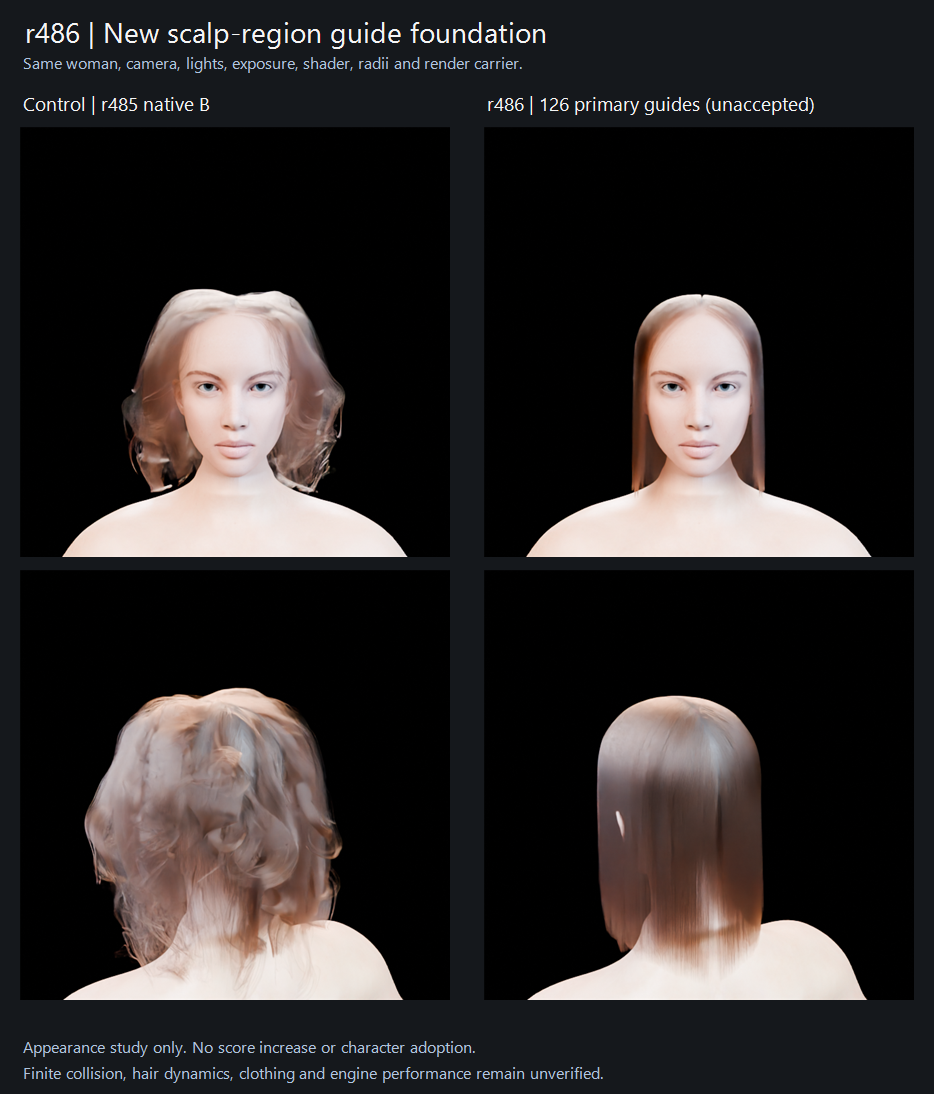 r486 | New scalp-region guide foundation
Same woman, camera, lights, exposure, shader, radii and render carrier.
Control | r485 native B
r486 | 126 primary guides (unaccepted)
Appearance study only. No score increase or character adoption.
Finite collision, hair dynamics, clothing and engine performance remain unverified.